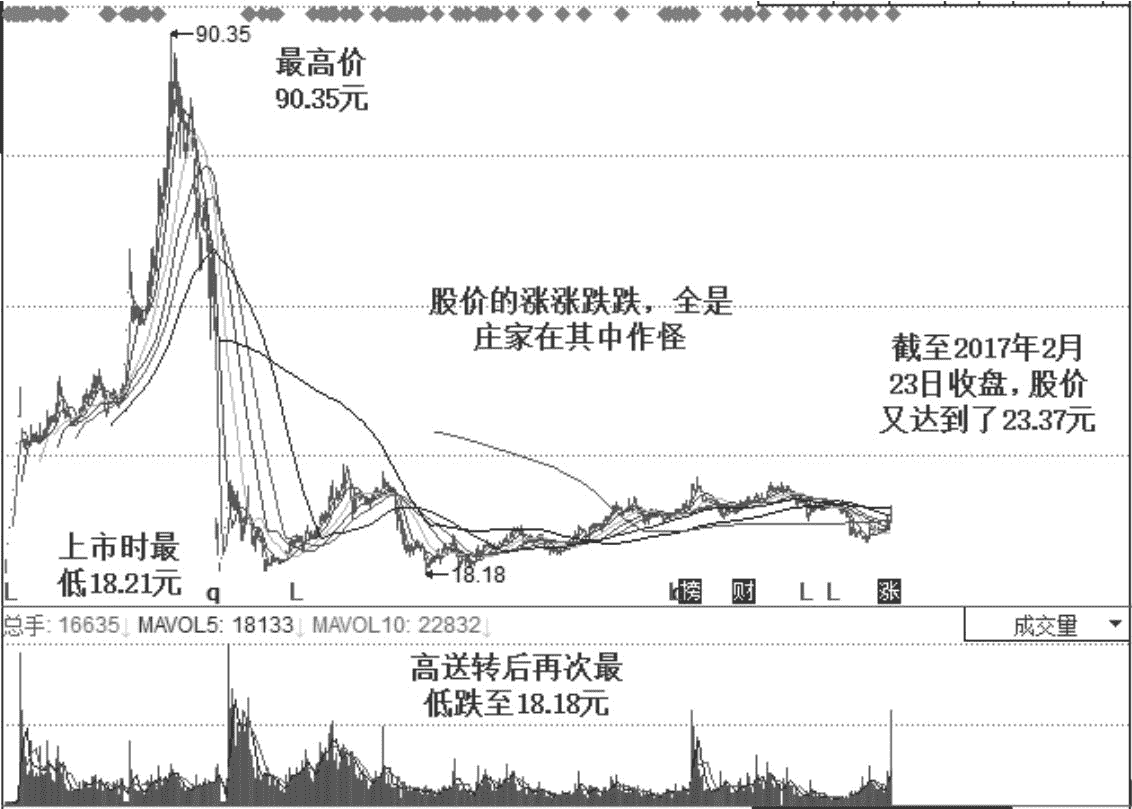 90.35
最高价
90.35元
股价的涨涨跌跌，全是
庄家在其中作怪
截至2017年2月
23日收盘，股价
又达到了23.37元
上市时最
低18.21元
18.18
L q L 榜 财 L L 涨
总手: 16635↓ MAVOL5: 18133↓ MAVOL10: 22832↓
成交量
高送转后再次最
低跌至18.18元